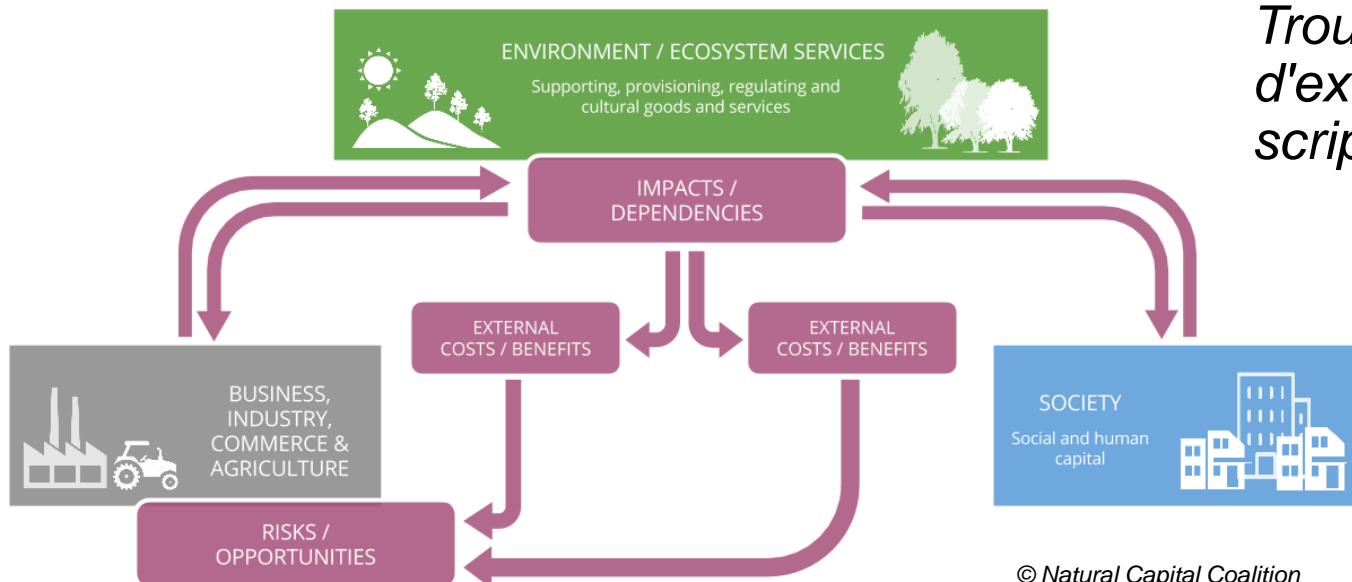 ENVIRONMENT / ECOSYSTEM SERVICES
Supporting, provisioning, regulating and
cultural goods and services
IMPACTS /
DEPENDENCIES
EXTERNAL
COSTS / BENEFITS
EXTERNAL
COSTS / BENEFITS
BUSINESS,
INDUSTRY,
COMMERCE &
AGRICULTURE
SOCIETY
Social and human
capital
RISKS /
OPPORTUNITIES
© Natural Capital Coalition